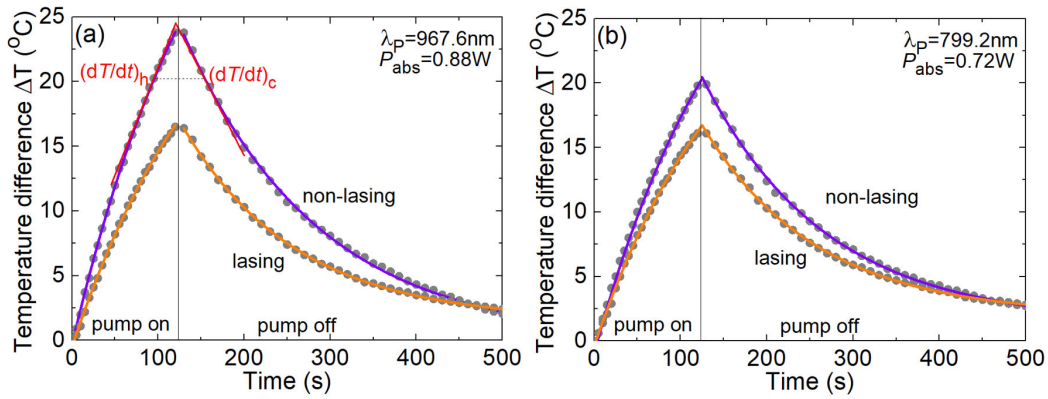 (a)
λP=967.6nm
Pabs=0.88W
(dT/dt)h
(dT/dt)c
non-lasing
lasing
pump on
pump off
Temperature difference ΔT (°C)
25
20
15
10
5
0
0
100
200
300
400
500
Time (s)
(b)
λP=799.2nm
Pabs=0.72W
non-lasing
lasing
pump on
pump off
Temperature difference ΔT (°C)
25
20
15
10
5
0
0
100
200
300
400
500
Time (s)